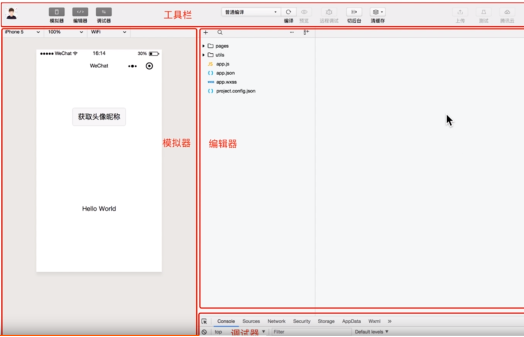 工具栏
模拟器 编辑器 调试器 普通编译 编译 预览 远程调试 切后台 清缓存 上传 测试 腾讯云
iPhone 5 100% WiFi
WeChat 16:14 30%
WeChat
获取头像昵称
模拟器
Hello World
pages
utils
app.js
app.json
app.wxss
project.config.json
编辑器
Console Sources Network Security Storage AppData Wxml
top 调试器 Filter Default levels